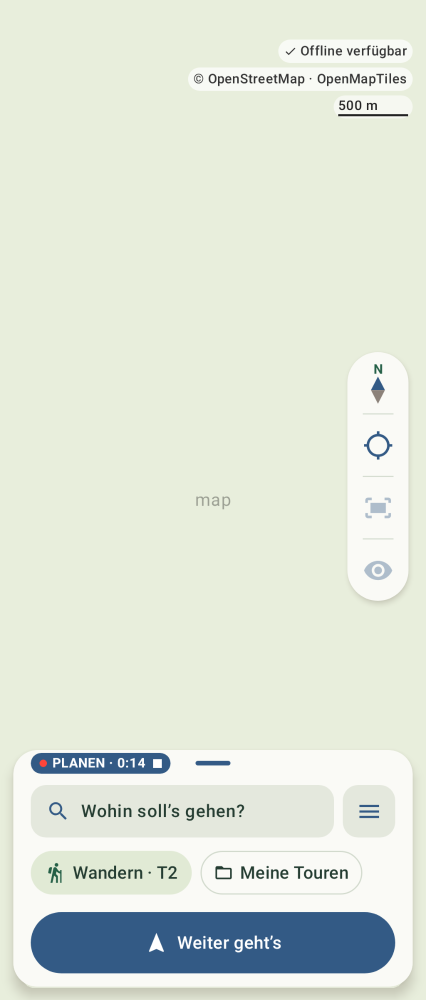 Offline verfügbar
© OpenStreetMap · OpenMapTiles
500 m
N
map
PLANEN · 0:14
Wohin soll’s gehen?
Wandern · T2
Meine Touren
Weiter geht’s